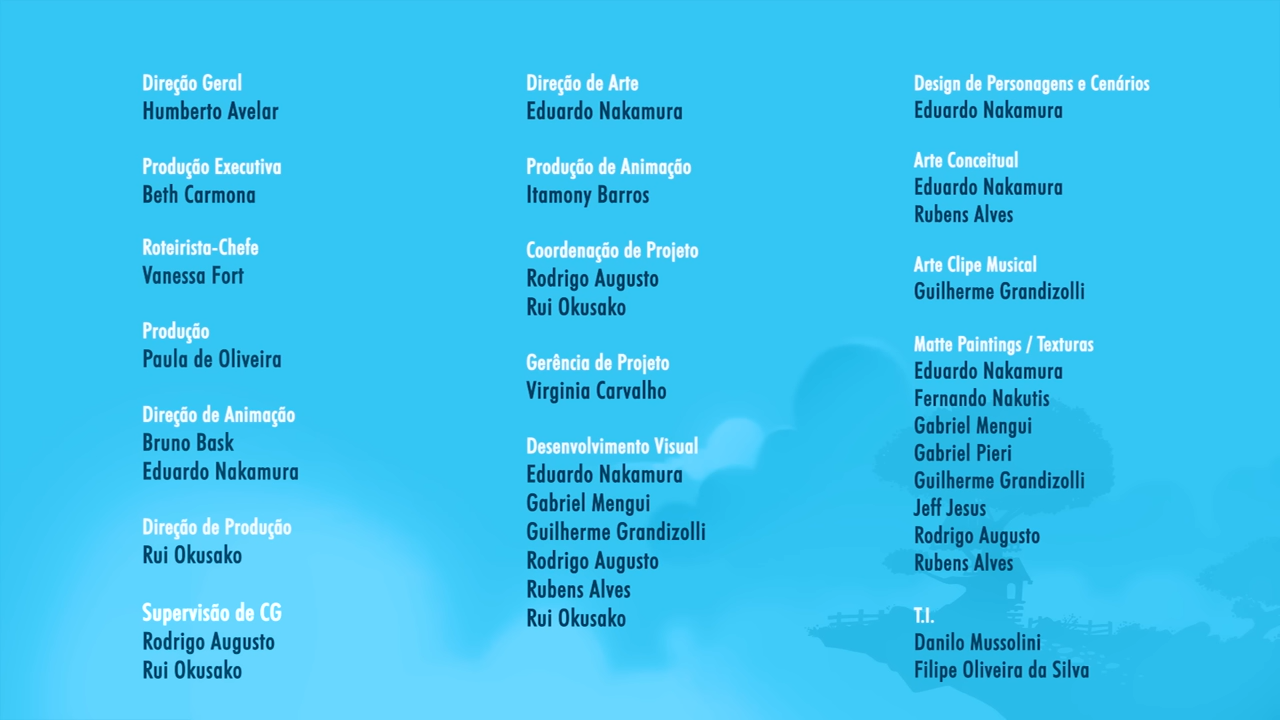 Direção Geral
Humberto Avelar
Produção Executiva
Beth Carmona
Roteirista-Chefe
Vanessa Fort
Produção
Paula de Oliveira
Direção de Animação
Bruno Bask
Eduardo Nakamura
Direção de Produção
Rui Okusako
Supervisão de CG
Rodrigo Augusto
Rui Okusako
Direção de Arte
Eduardo Nakamura
Produção de Animação
Itamony Barros
Coordenação de Projeto
Rodrigo Augusto
Rui Okusako
Gerência de Projeto
Virginia Carvalho
Desenvolvimento Visual
Eduardo Nakamura
Gabriel Mengui
Guilherme Grandizolli
Rodrigo Augusto
Rubens Alves
Rui Okusako
Design de Personagens e Cenários
Eduardo Nakamura
Arte Conceitual
Eduardo Nakamura
Rubens Alves
Arte Clipe Musical
Guilherme Grandizolli
Matte Paintings / Texturas
Eduardo Nakamura
Fernando Nakutis
Gabriel Mengui
Gabriel Pieri
Guilherme Grandizolli
Jeff Jesus
Rodrigo Augusto
Rubens Alves
T.I.
Danilo Mussolini
Filipe Oliveira da Silva